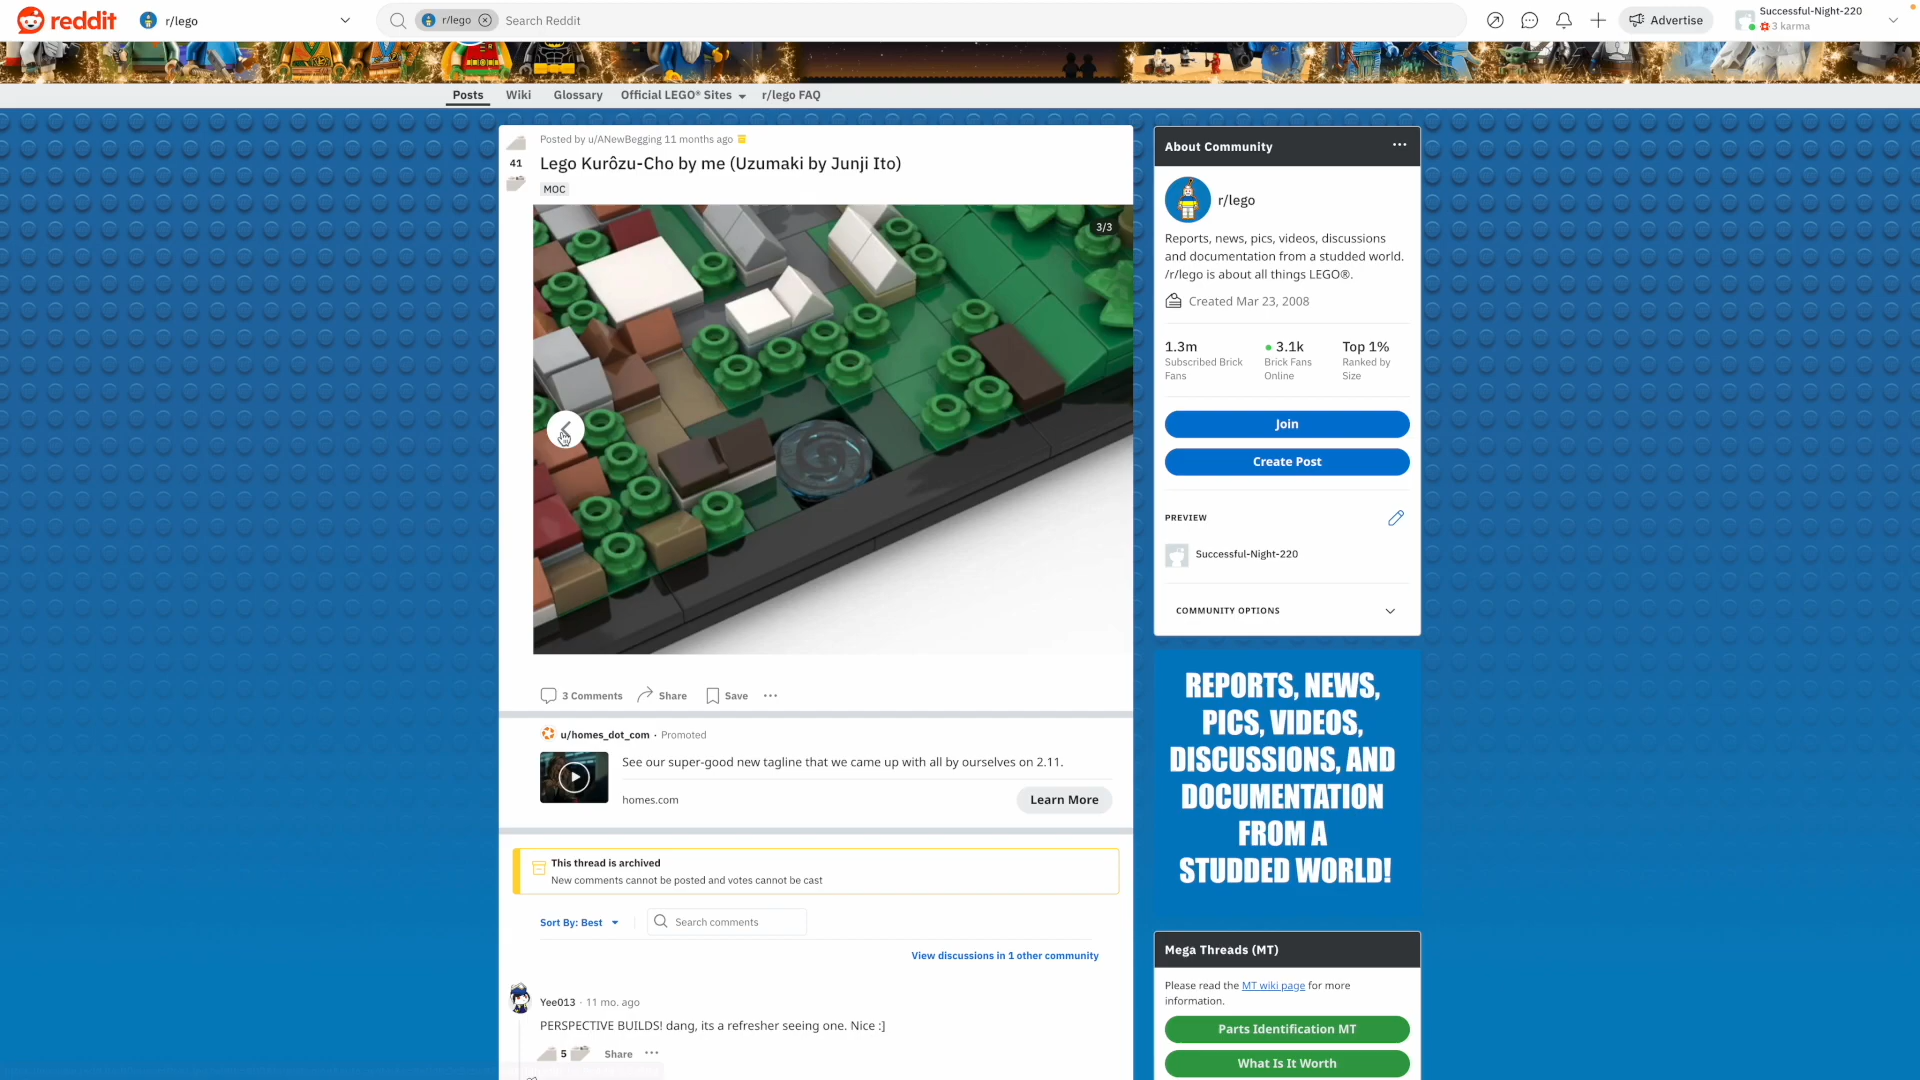 reddit
r/lego
r/lego
Search Reddit
Advertise
Successful-Night-220
3 karma
Posts
Wiki
Glossary
Official LEGO® Sites
r/lego FAQ
Posted by u/ANewBegging 11 months ago
41
Lego Kurôzu-Cho by me (Uzumaki by Junji Ito)
MOC
3/3
3 Comments
Share
Save
u/homes_dot_com · Promoted
See our super-good new tagline that we came up with all by ourselves on 2.11.
homes.com
Learn More
This thread is archived
New comments cannot be posted and votes cannot be cast
Sort By: Best
Search comments
View discussions in 1 other community
Yee013 · 11 mo. ago
PERSPECTIVE BUILDS! dang, its a refresher seeing one. Nice :]
5
Share
About Community
r/lego
Reports, news, pics, videos, discussions
and documentation from a studded world.
/r/lego is about all things LEGO®.
Created Mar 23, 2008
1.3m
Subscribed Brick
Fans
3.1k
Brick Fans
Online
Top 1%
Ranked by
Size
Join
Create Post
PREVIEW
Successful-Night-220
COMMUNITY OPTIONS
REPORTS, NEWS,
PICS, VIDEOS,
DISCUSSIONS, AND
DOCUMENTATION
FROM A
STUDDED WORLD!
Mega Threads (MT)
Please read the MT wiki page for more
information.
Parts Identification MT
What Is It Worth